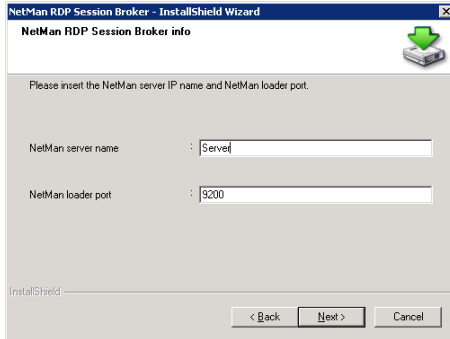 NetMan RDP Session Broker - InstallShield Wizard
NetMan RDP Session Broker info
Please insert the NetMan server IP name and NetMan loader port.
NetMan server name : Server
NetMan loader port : 9200
InstallShield
< Back Next > Cancel